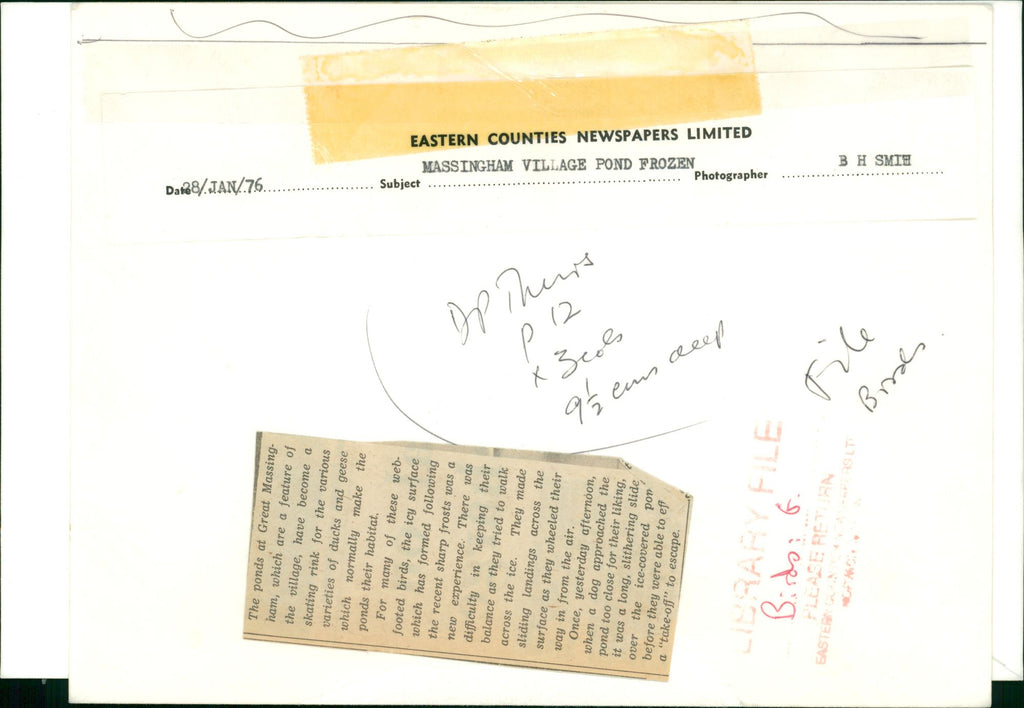 EASTERN COUNTIES NEWSPAPERS LIMITED
Date 28/JAN/76 Subject MASSINGHAM VILLAGE POND FROZEN Photographer B H SMIH
DP Thurs
P 12
x 3 cols
9½ cms deep
File
Birds
The ponds at Great Massing-
ham, which are a feature of
the village, have become a
skating rink for the various
varieties of ducks and geese
which normally make the
ponds their habitat.
For many of these web-
footed birds, the icy surface
which has formed following
the recent sharp frosts was a
new experience. There was
difficulty in keeping their
balance as they tried to walk
across the ice. They made
sliding landings across the
surface as they wheeled their
way in from the air.
Once, yesterday afternoon,
when a dog approached the
pond too close for their liking,
it was a long, slithering slide
over the ice-covered pon
before they were able to eff
a "take-off" to escape.
LIBRARY FILE
Birds: G.
PLEASE RETURN
EASTERN COUNTIES NEWSPAPERS LTD